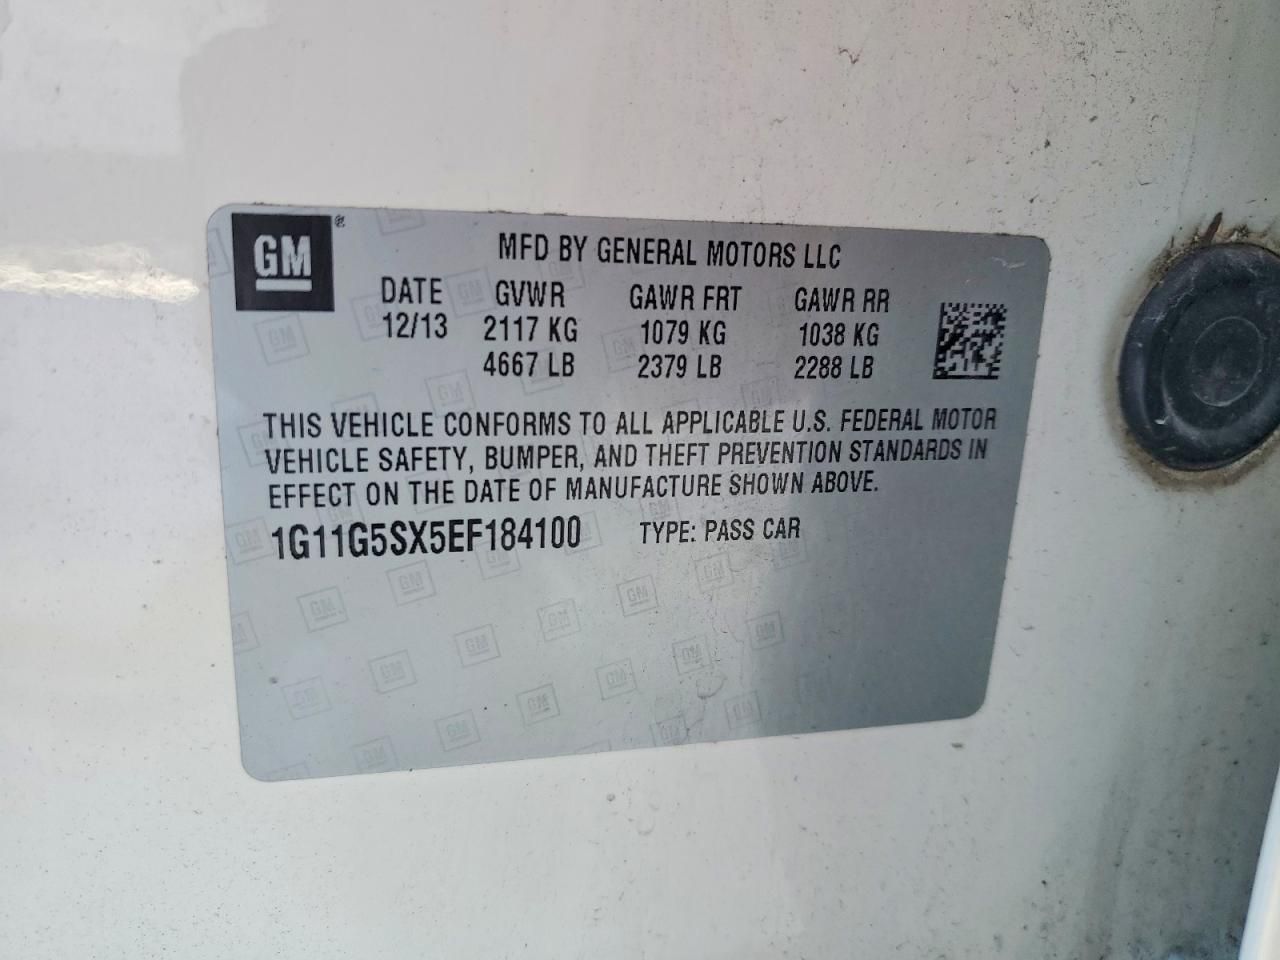 GM ®
MFD BY GENERAL MOTORS LLC
DATE GVWR GAWR FRT GAWR RR
12/13 2117 KG 1079 KG 1038 KG
4667 LB 2379 LB 2288 LB
THIS VEHICLE CONFORMS TO ALL APPLICABLE U.S. FEDERAL MOTOR
VEHICLE SAFETY, BUMPER, AND THEFT PREVENTION STANDARDS IN
EFFECT ON THE DATE OF MANUFACTURE SHOWN ABOVE.
1G11G5SX5EF184100 TYPE: PASS CAR